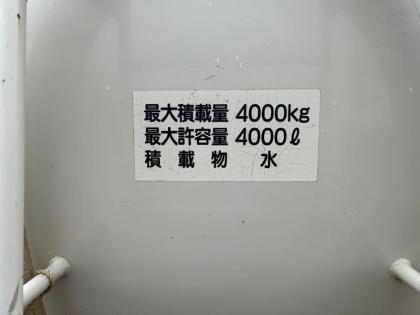 最大積載量 4000kg
最大許容量 4000ℓ
積載物 水